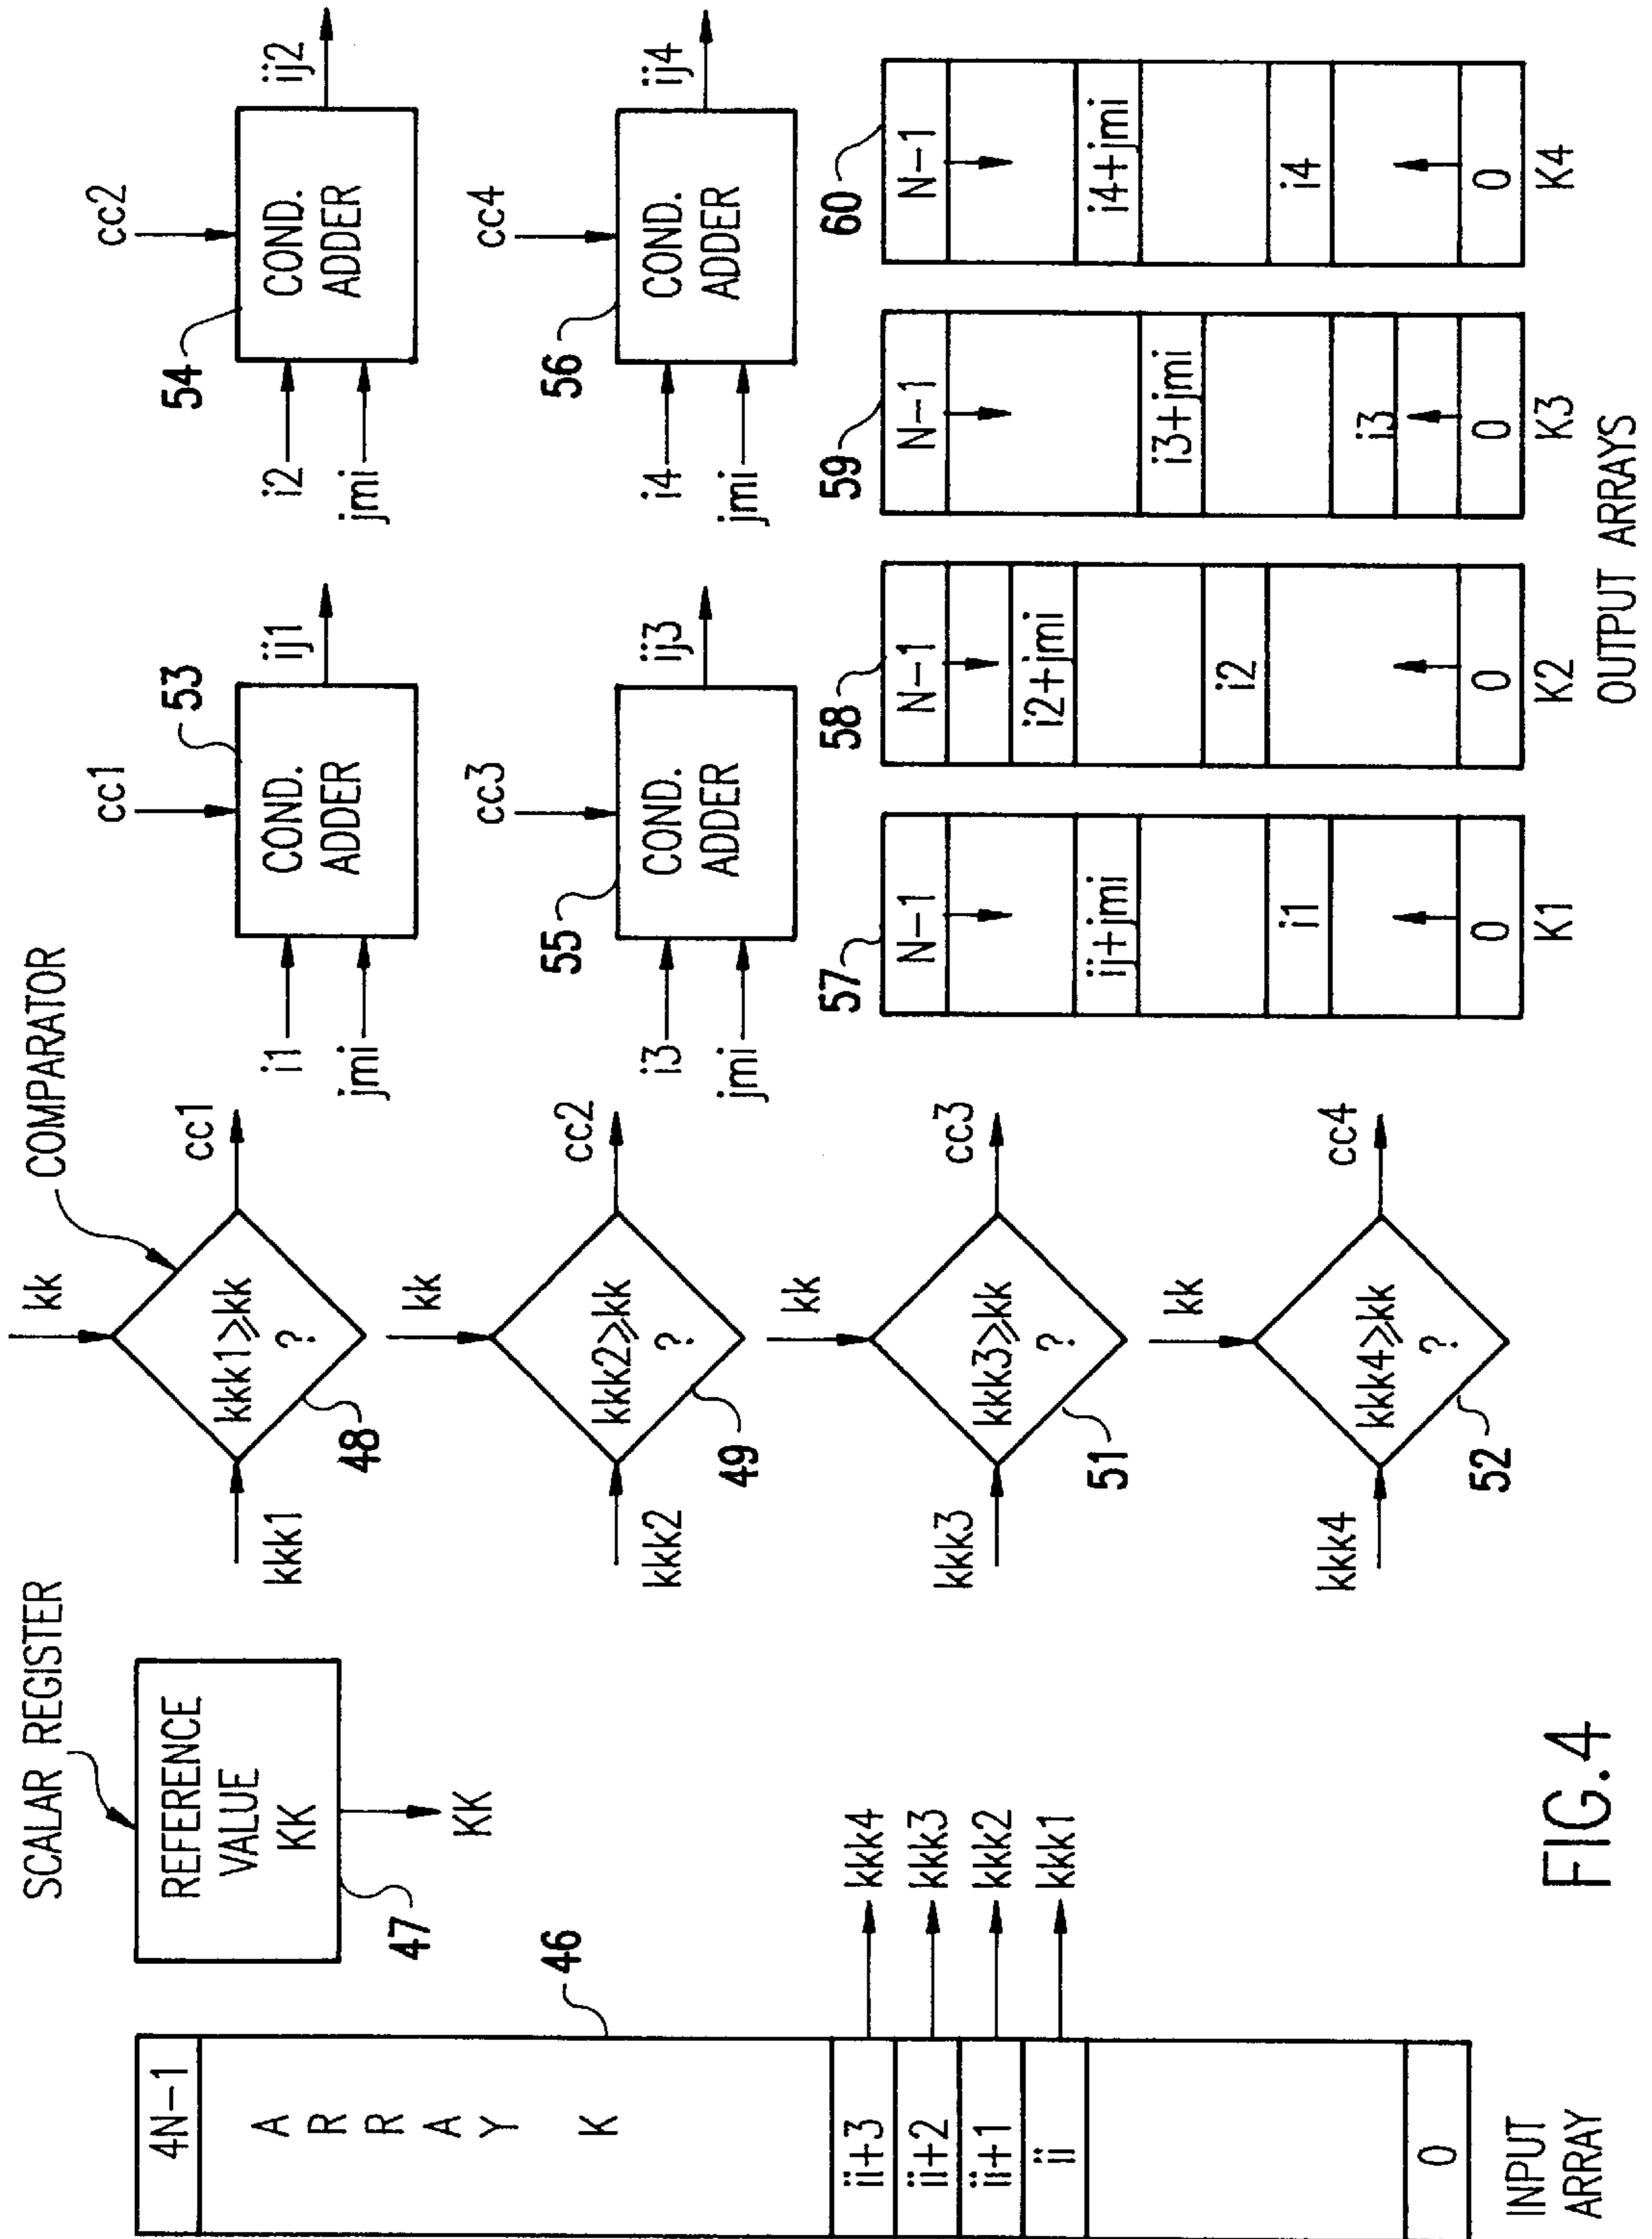 SCALAR REGISTER
REFERENCE
VALUE
KK
47
KK
4N-1
A
R
R
A
Y
K
46
ii+3
ii+2
ii+1
ii
0
kkk4
kkk3
kkk2
kkk1
INPUT
ARRAY
COMPARATOR
kk
kkk1
kkk1≥kk
?
cc1
48
kk
kkk2
kkk2≥kk
?
cc2
49
kk
kkk3
kkk3≥kk
?
cc3
51
kk
kkk4
kkk4≥kk
?
cc4
52
cc1
53
i1
jmi
COND.
ADDER
ij1
cc2
54
i2
jmi
COND.
ADDER
ij2
cc3
55
i3
jmi
COND.
ADDER
ij3
cc4
56
i4
jmi
COND.
ADDER
ij4
57
N-1
ij+jmi
i1
0
K1
58
N-1
i2+jmi
i2
0
K2
59
N-1
i3+jmi
i3
0
K3
60
N-1
i4+jmi
i4
0
K4
OUTPUT ARRAYS
FIG.4